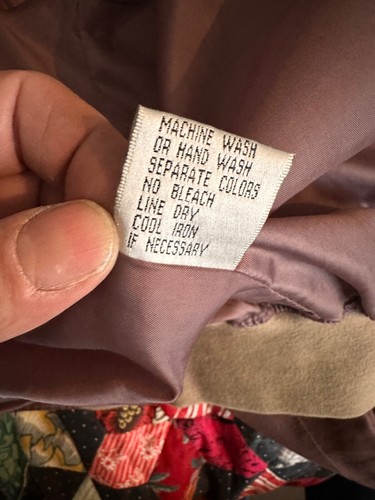 MACHINE WASH
OR HAND WASH
SEPARATE COLORS
NO BLEACH
LINE DRY
COOL IRON
IF NECESSARY